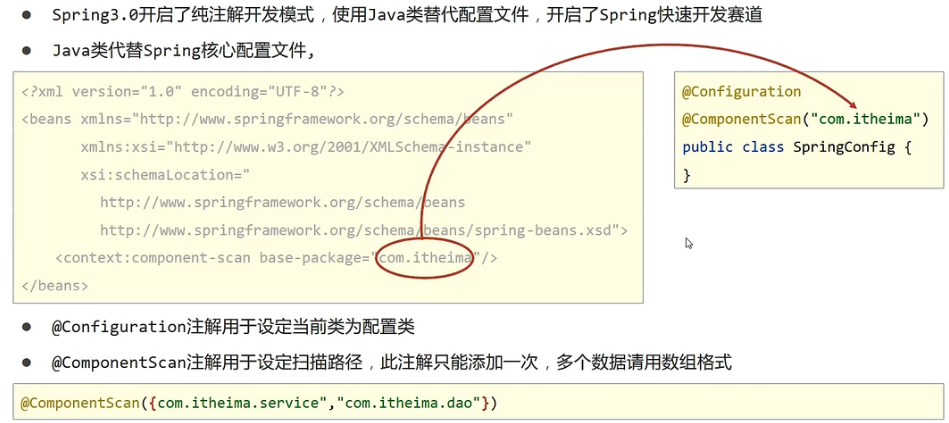 Spring3.0开启了纯注解开发模式，使用Java类替代配置文件，开启了Spring快速开发赛道
Java类代替Spring核心配置文件,
<?xml version="1.0" encoding="UTF-8"?>
<beans xmlns="http://www.springframework.org/schema/beans"
xmlns:xsi="http://www.w3.org/2001/XMLSchema-instance"
xsi:schemaLocation="
http://www.springframework.org/schema/beans
http://www.springframework.org/schema/beans/spring-beans.xsd">
<context:component-scan base-package="com.itheima"/>
</beans>
@Configuration
@ComponentScan("com.itheima")
public class SpringConfig {
}
@Configuration注解用于设定当前类为配置类
@ComponentScan注解用于设定扫描路径，此注解只能添加一次，多个数据请用数组格式
@ComponentScan({com.itheima.service","com.itheima.dao"})